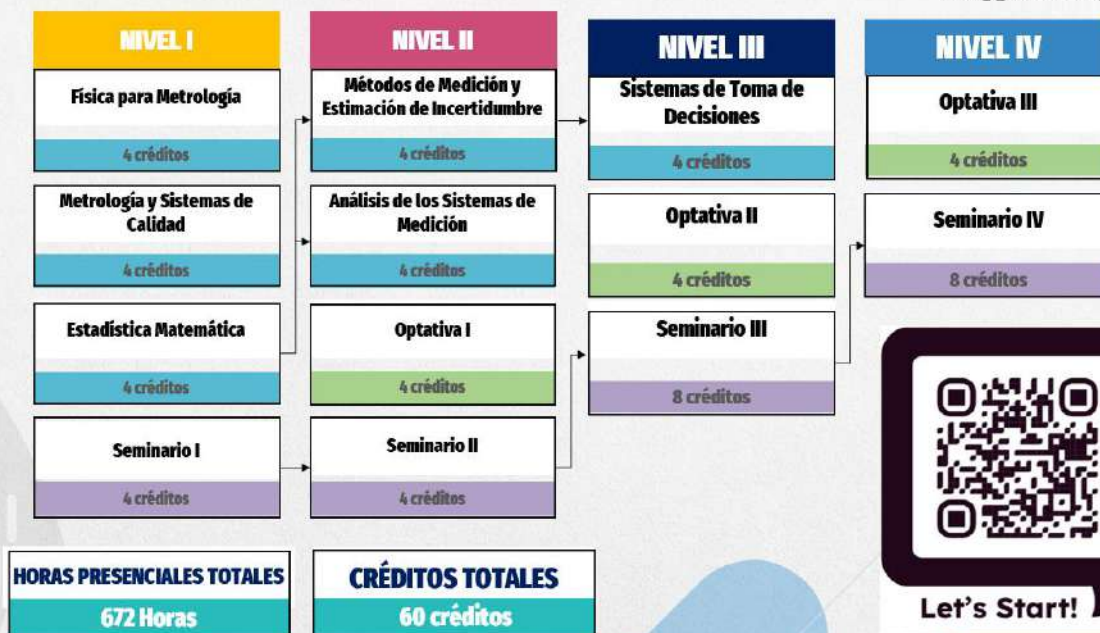 NIVEL I
Física para Metrología
4 créditos
Metrología y Sistemas de
Calidad
4 créditos
Estadística Matemática
4 créditos
Seminario I
4 créditos
NIVEL II
Métodos de Medición y
Estimación de Incertidumbre
4 créditos
Análisis de los Sistemas de
Medición
4 créditos
Optativa I
4 créditos
Seminario II
4 créditos
NIVEL III
Sistemas de Toma de
Decisiones
4 créditos
Optativa II
4 créditos
Seminario III
8 créditos
NIVEL IV
Optativa III
4 créditos
Seminario IV
8 créditos
HORAS PRESENCIALES TOTALES
672 Horas
CRÉDITOS TOTALES
60 créditos
Let's Start!